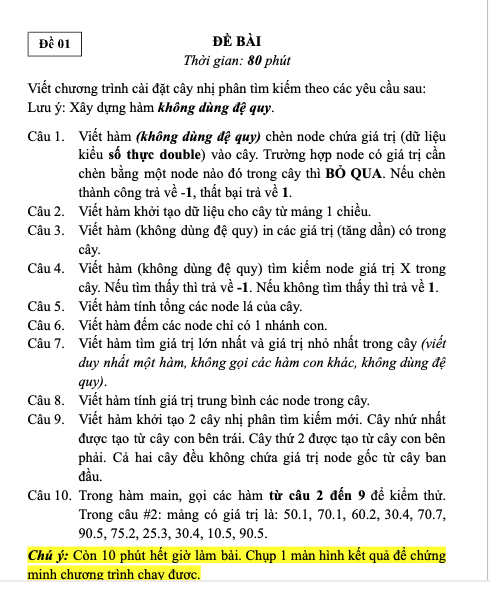 Đề 01
ĐỀ BÀI
Thời gian: 80 phút
Viết chương trình cài đặt cây nhị phân tìm kiếm theo các yêu cầu sau:
Lưu ý: Xây dựng hàm không dùng đệ quy.
Câu 1. Viết hàm (không dùng đệ quy) chèn node chứa giá trị (dữ liệu
kiểu số thực double) vào cây. Trường hợp node có giá trị cần
chèn bằng một node nào đó trong cây thì BỎ QUA. Nếu chèn
thành công trả về -1, thất bại trả về 1.
Câu 2. Viết hàm khởi tạo dữ liệu cho cây từ mảng 1 chiều.
Câu 3. Viết hàm (không dùng đệ quy) in các giá trị (tăng dần) có trong
cây.
Câu 4. Viết hàm (không dùng đệ quy) tìm kiếm node giá trị X trong
cây. Nếu tìm thấy thì trả về -1. Nếu không tìm thấy thì trả về 1.
Câu 5. Viết hàm tính tổng các node lá của cây.
Câu 6. Viết hàm đếm các node chỉ có 1 nhánh con.
Câu 7. Viết hàm tìm giá trị lớn nhất và giá trị nhỏ nhất trong cây (viết
duy nhất một hàm, không gọi các hàm con khác, không dùng đệ
quy).
Câu 8. Viết hàm tính giá trị trung bình các node trong cây.
Câu 9. Viết hàm khởi tạo 2 cây nhị phân tìm kiếm mới. Cây nhứ nhất
được tạo từ cây con bên trái. Cây thứ 2 được tạo từ cây con bên
phải. Cả hai cây đều không chứa giá trị node gốc từ cây ban
đầu.
Câu 10. Trong hàm main, gọi các hàm từ câu 2 đến 9 để kiểm thử.
Trong câu #2: mảng có giá trị là: 50.1, 70.1, 60.2, 30.4, 70.7,
90.5, 75.2, 25.3, 30.4, 10.5, 90.5.
Chú ý: Còn 10 phút hết giờ làm bài. Chụp 1 màn hình kết quả để chứng
minh chương trình chạy được.